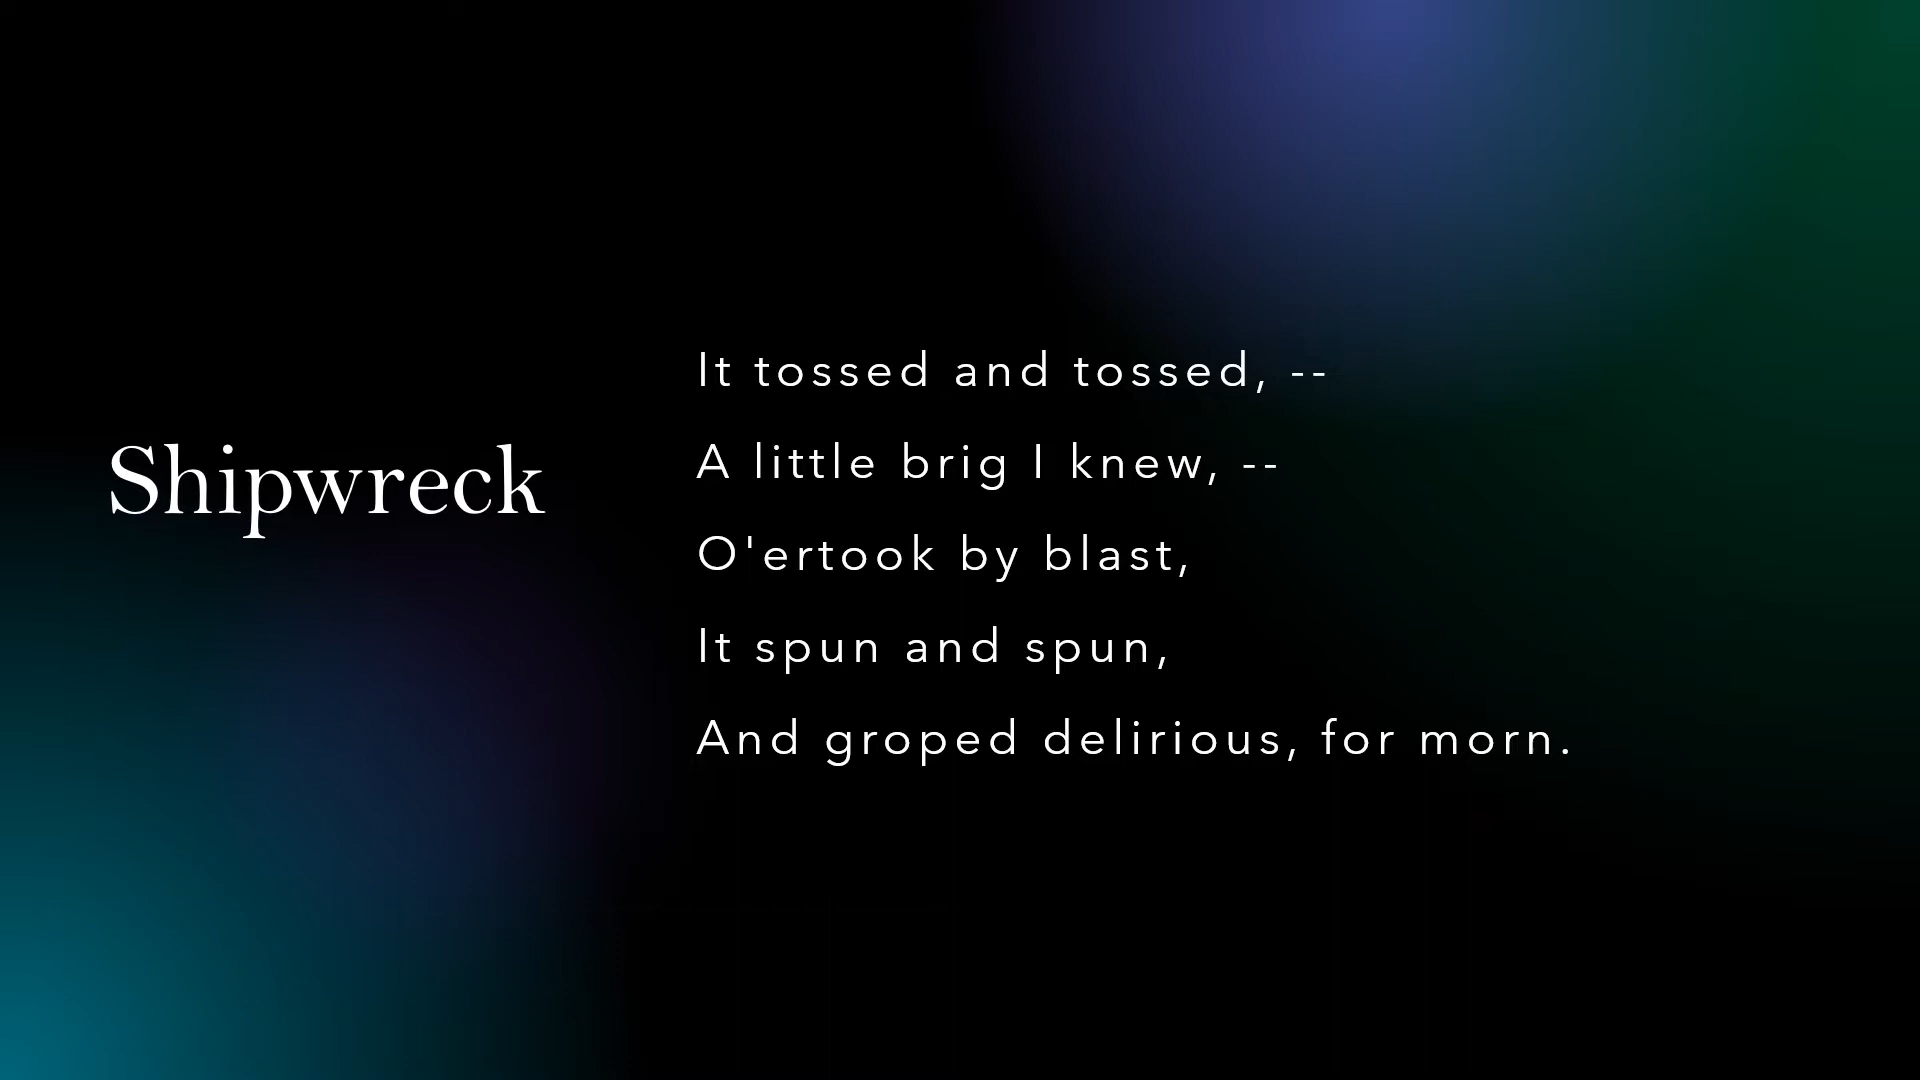 Shipwreck
It tossed and tossed, --
A little brig I knew, --
O'ertook by blast,
It spun and spun,
And groped delirious, for morn.